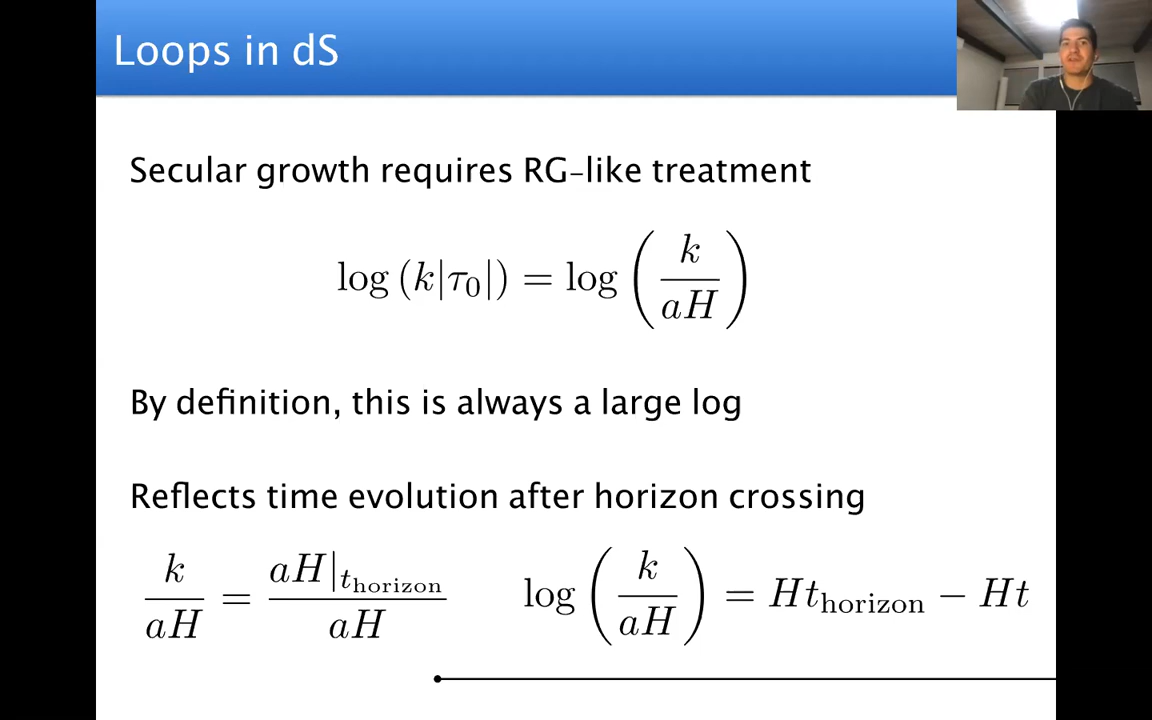 Loops in dS
Secular growth requires RG-like treatment
log (k|τ₀|) = log (k/aH)
By definition, this is always a large log
Reflects time evolution after horizon crossing
k/aH = aH|t_horizon/aH    log (k/aH) = Ht_horizon − Ht